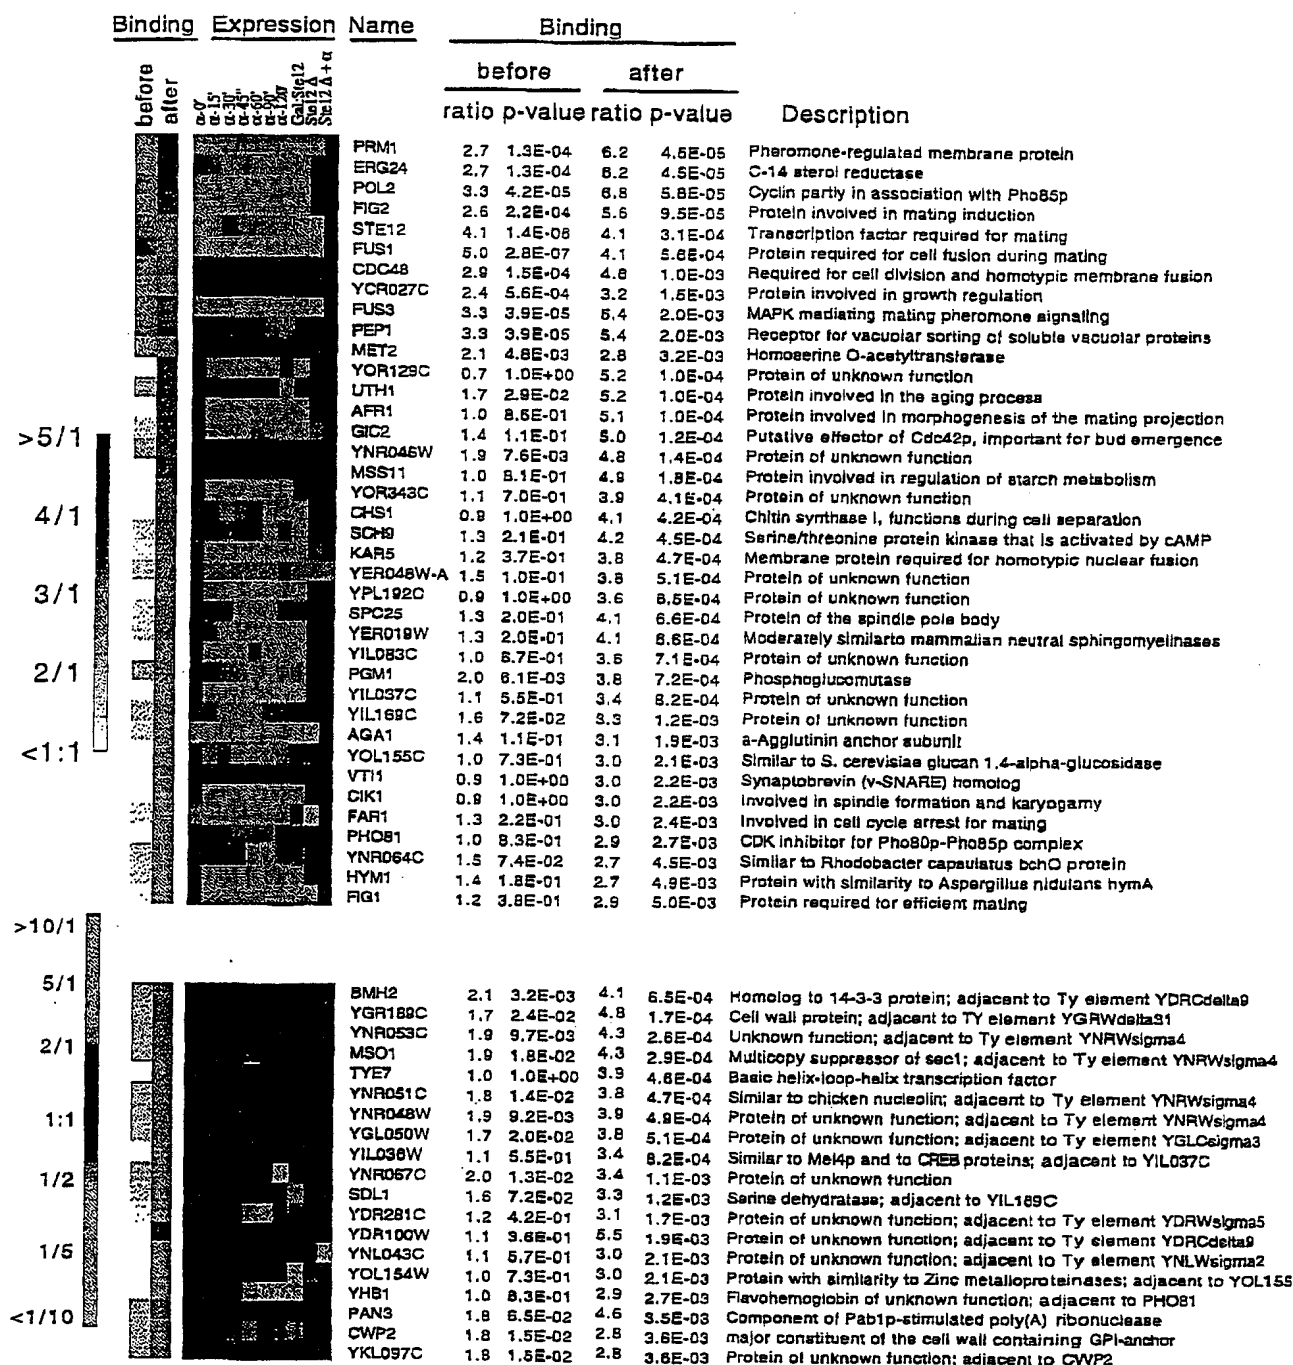 Binding Expression Name Binding
before after
before after α-0' α-15' α-30' α-45' α-60' α-90' α-120' Gal-Ste12 Ste12 Δ Ste12 Δ + α
ratio p-value ratio p-value Description
PRM1 2.7 1.3E-04 6.2 4.5E-05 Pheromone-regulated membrane protein
ERG24 2.7 1.3E-04 6.2 4.5E-05 C-14 sterol reductase
POL2 3.3 4.2E-05 6.8 5.8E-05 Cyclin partly in association with Pho85p
FIG2 2.6 2.2E-04 5.6 9.5E-05 Protein involved in mating induction
STE12 4.1 1.4E-06 4.1 3.1E-04 Transcription factor required for mating
FUS1 5.0 2.8E-07 4.1 5.8E-04 Protein required for cell fusion during mating
CDC48 2.9 1.5E-04 4.8 1.0E-03 Required for cell division and homotypic membrane fusion
YCR027C 2.4 5.6E-04 3.2 1.5E-03 Protein involved in growth regulation
FUS3 3.3 3.9E-05 5.4 2.0E-03 MAPK mediating mating pheromone signaling
PEP1 3.3 3.9E-05 5.4 2.0E-03 Receptor for vacuolar sorting of soluble vacuolar proteins
MET2 2.1 4.8E-03 2.8 3.2E-03 Homoserine O-acetyltransferase
YOR129C 0.7 1.0E+00 5.2 1.0E-04 Protein of unknown function
UTH1 1.7 2.9E-02 5.2 1.0E-04 Protein involved in the aging process
AFR1 1.0 8.6E-01 5.1 1.0E-04 Protein involved in morphogenesis of the mating projection
GIC2 1.4 1.1E-01 5.0 1.2E-04 Putative effector of Cdc42p, important for bud emergence
YNR046W 1.9 7.6E-03 4.8 1.4E-04 Protein of unknown function
MSS11 1.0 8.1E-01 4.9 1.8E-04 Protein involved in regulation of starch metabolism
>5/1
YOR343C 1.1 7.0E-01 3.9 4.1E-04 Protein of unknown function
CHS1 0.9 1.0E+00 4.1 4.2E-04 Chitin synthase I, functions during cell separation
4/1
SCH9 1.3 2.1E-01 4.2 4.5E-04 Serine/threonine protein kinase that is activated by cAMP
KAR5 1.2 3.7E-01 3.8 4.7E-04 Membrane protein required for homotypic nuclear fusion
YER048W-A 1.5 1.0E-01 3.8 5.1E-04 Protein of unknown function
3/1
YPL192C 0.9 1.0E+00 3.6 6.5E-04 Protein of unknown function
SPC25 1.3 2.0E-01 4.1 6.6E-04 Protein of the spindle pole body
YER019W 1.3 2.0E-01 4.1 6.6E-04 Moderately similarto mammalian neutral sphingomyelinases
YIL083C 1.0 6.7E-01 3.6 7.1E-04 Protein of unknown function
2/1
PGM1 2.0 6.1E-03 3.8 7.2E-04 Phosphoglucomutase
YIL037C 1.1 5.5E-01 3.4 8.2E-04 Protein of unknown function
YIL169C 1.6 7.2E-02 3.3 1.2E-03 Protein of unknown function
AGA1 1.4 1.1E-01 3.1 1.9E-03 a-Agglutinin anchor subunit
<1:1
YOL155C 1.0 7.3E-01 3.0 2.1E-03 Similar to S. cerevisiae glucan 1,4-alpha-glucosidase
VTI1 0.9 1.0E+00 3.0 2.2E-03 Synaptobrevin (v-SNARE) homolog
CIK1 0.9 1.0E+00 3.0 2.2E-03 Involved in spindle formation and karyogamy
FAR1 1.3 2.2E-01 3.0 2.4E-03 Involved in cell cycle arrest for mating
PHO81 1.0 8.3E-01 2.9 2.7E-03 CDK inhibitor for Pho80p-Pho85p complex
YNR064C 1.5 7.4E-02 2.7 4.5E-03 Similar to Rhodobacter capsulatus bchO protein
HYM1 1.4 1.8E-01 2.7 4.9E-03 Protein with similarity to Aspergillus nidulans hymA
FIG1 1.2 3.8E-01 2.9 5.0E-03 Protein required for efficient mating
>10/1
5/1
BMH2 2.1 3.2E-03 4.1 6.5E-04 Homolog to 14-3-3 protein; adjacent to Ty element YDRCdelta9
YGR189C 1.7 2.4E-02 4.8 1.7E-04 Cell wall protein; adjacent to TY element YGRWdelta31
YNR053C 1.9 9.7E-03 4.3 2.6E-04 Unknown function; adjacent to Ty element YNRWsigma4
2/1
MSO1 1.9 1.8E-02 4.3 2.9E-04 Multicopy suppressor of sec1; adjacent to Ty element YNRWsigma4
TYE7 1.0 1.0E+00 3.9 4.6E-04 Basic helix-loop-helix transcription factor
YNR051C 1.8 1.4E-02 3.8 4.7E-04 Similar to chicken nucleolin; adjacent to Ty element YNRWsigma4
1:1
YNR048W 1.9 9.2E-03 3.9 4.9E-04 Protein of unknown function; adjacent to Ty element YNRWsigma4
YGL050W 1.7 2.0E-02 3.8 5.1E-04 Protein of unknown function; adjacent to Ty element YGLCsigma3
YIL036W 1.1 5.5E-01 3.4 8.2E-04 Similar to Mel4p and to CREB proteins; adjacent to YIL037C
1/2
YNR067C 2.0 1.3E-02 3.4 1.1E-03 Protein of unknown function
SDL1 1.6 7.2E-02 3.3 1.2E-03 Serine dehydratase; adjacent to YIL169C
YDR281C 1.2 4.2E-01 3.1 1.7E-03 Protein of unknown function; adjacent to Ty element YDRWsigma5
YDR100W 1.1 3.6E-01 5.5 1.9E-03 Protein of unknown function; adjacent to Ty element YDRCdelta9
1/5
YNL043C 1.1 5.7E-01 3.0 2.1E-03 Protein of unknown function; adjacent to Ty element YNLWsigma2
YOL154W 1.0 7.3E-01 3.0 2.1E-03 Protein with similarity to Zinc metalloproteinases; adjacent to YOL155
YHB1 1.0 8.3E-01 2.9 2.7E-03 Flavohemoglobin of unknown function; adjacent to PHO81
<1/10
PAN3 1.8 6.5E-02 4.6 3.5E-03 Component of Pab1p-stimulated poly(A) ribonuclease
CWP2 1.8 1.5E-02 2.8 3.6E-03 major constituent of the cell wall containing GPI-anchor
YKL097C 1.8 1.5E-02 2.8 3.6E-03 Protein of unknown function; adjacent to CWP2